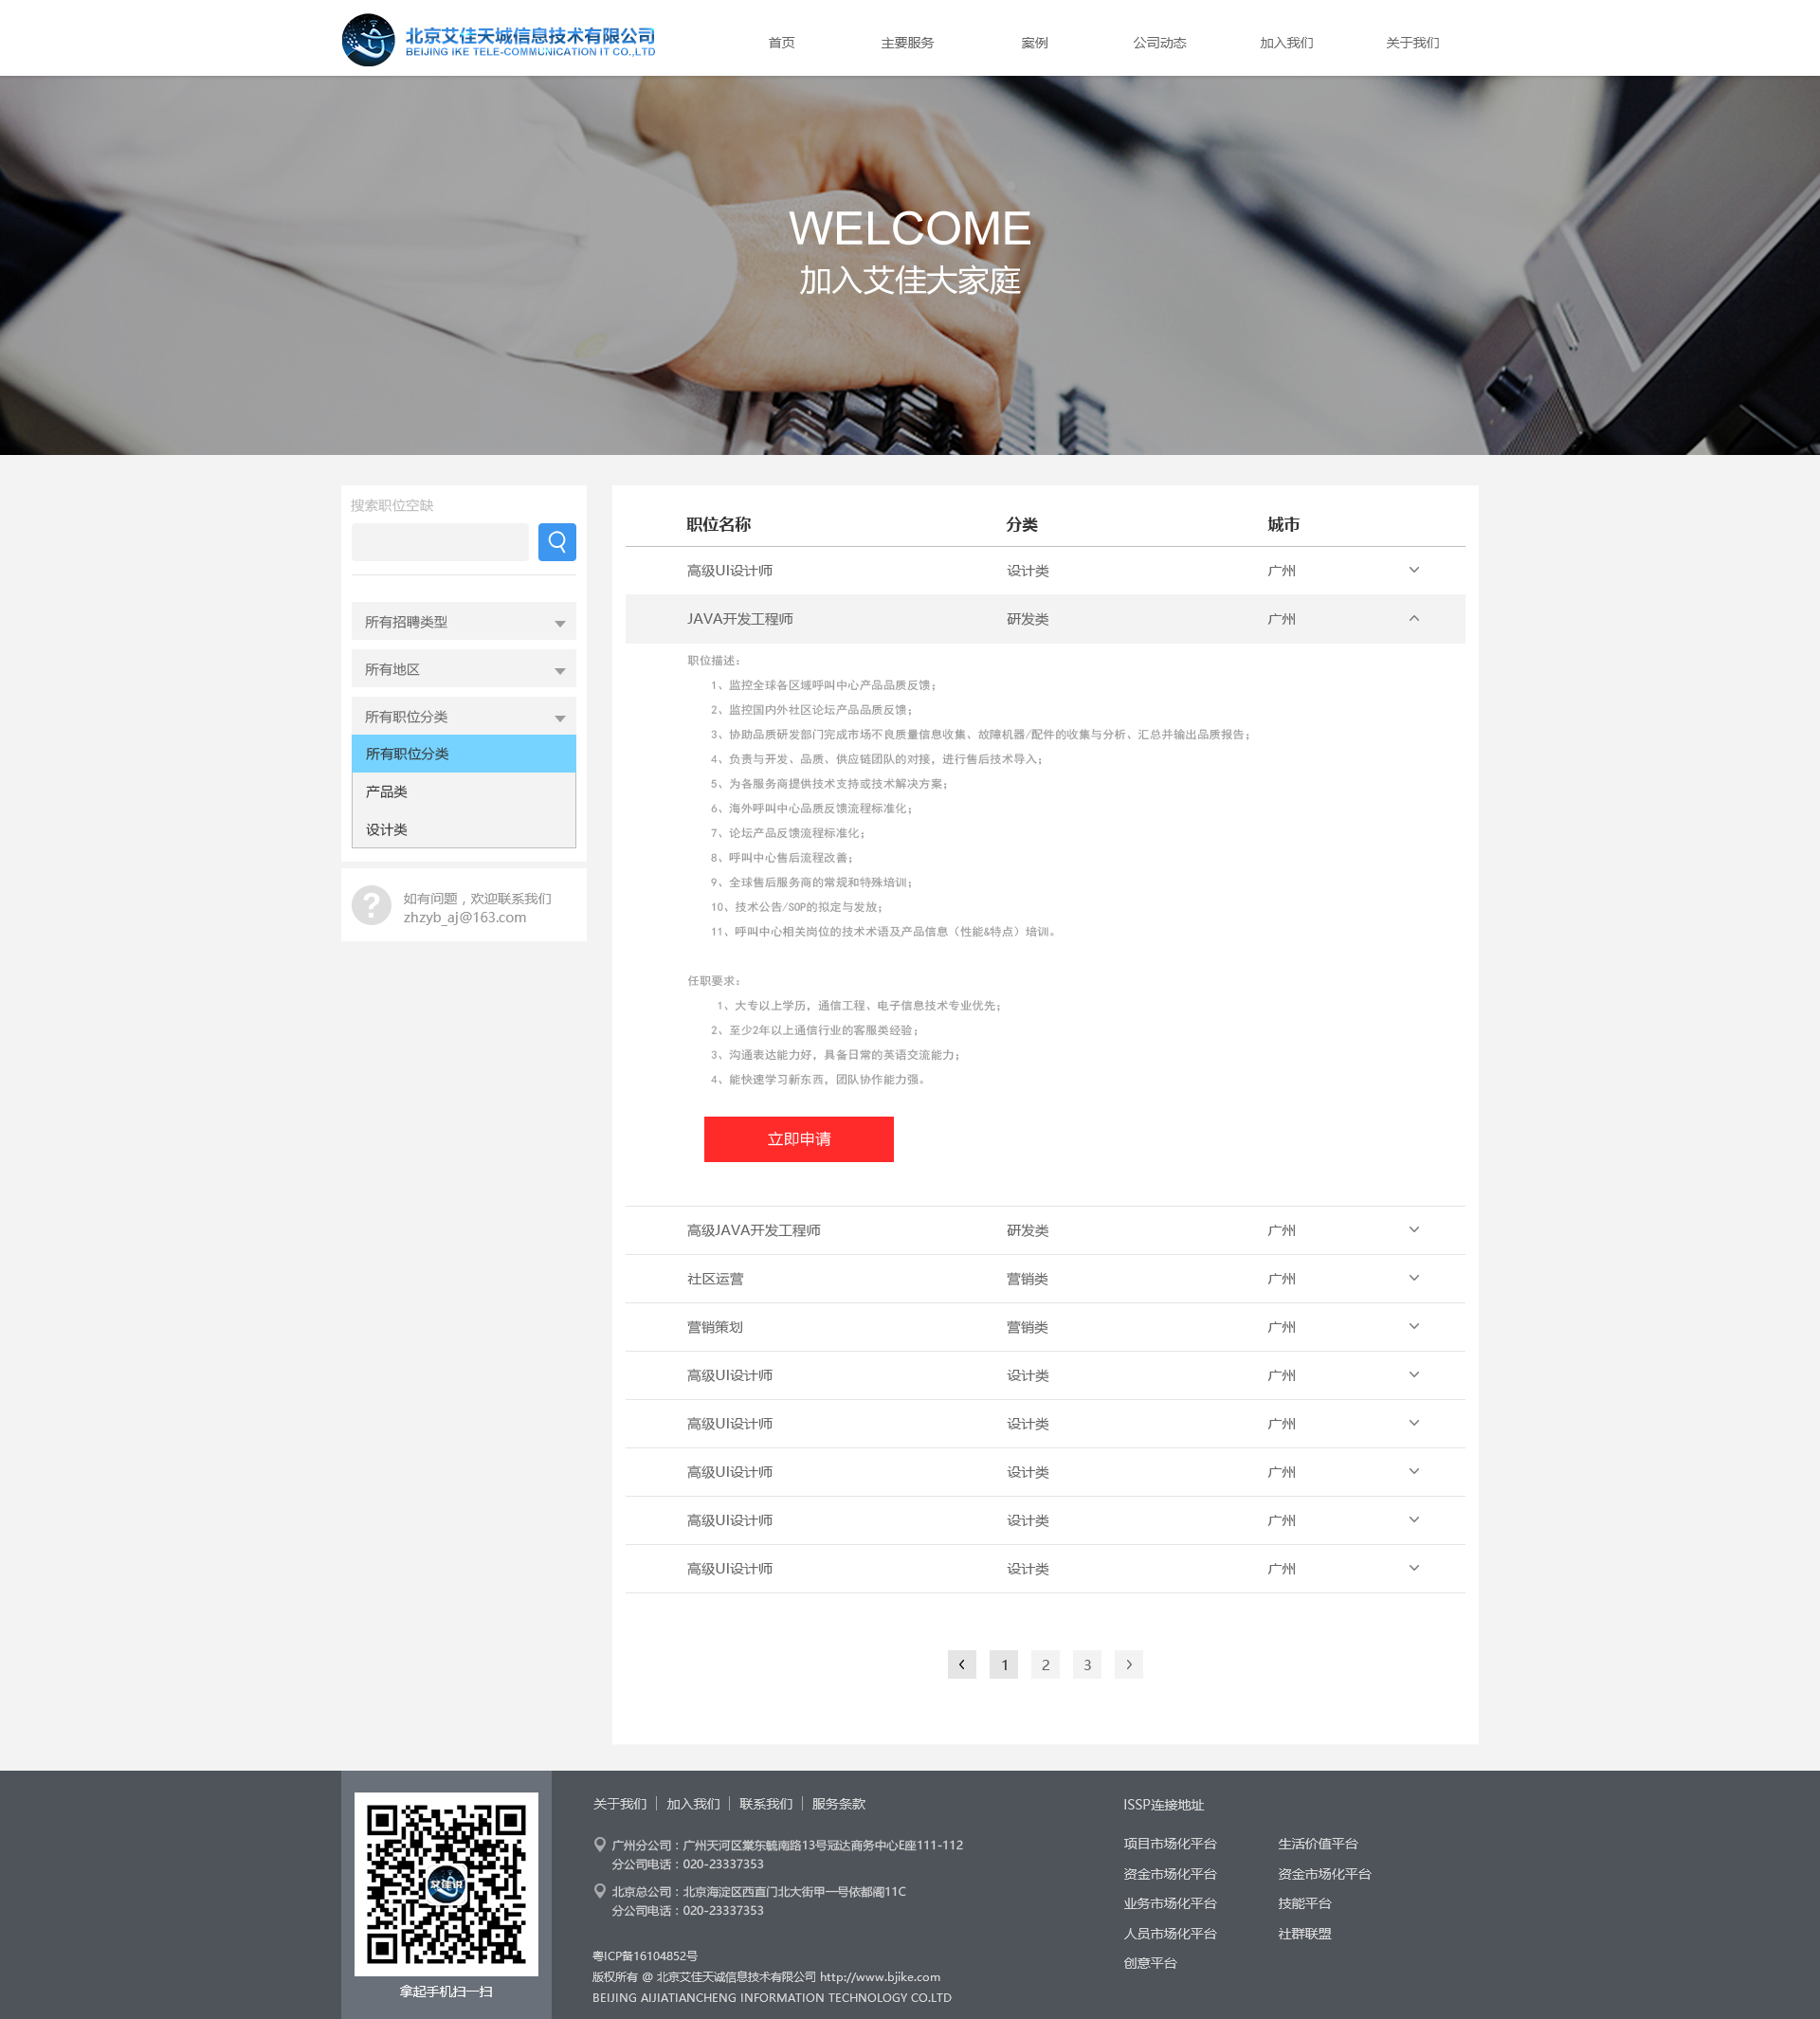 北京艾佳天诚信息技术有限公司
BEIJING IKE TELE-COMMUNICATION IT CO.,LTD
首页 主要服务 案例 公司动态 加入我们 关于我们
WELCOME
加入艾佳大家庭
搜索职位空缺
所有招聘类型
所有地区
所有职位分类
所有职位分类
产品类
设计类
如有问题，欢迎联系我们
zhzyb_aj@163.com
职位名称 分类 城市
高级UI设计师 设计类 广州
JAVA开发工程师 研发类 广州
职位描述：
1、监控全球各区域呼叫中心产品品质反馈；
2、监控国内外社区论坛产品品质反馈；
3、协助品质研发部门完成市场不良质量信息收集、故障机器/配件的收集与分析、汇总并输出品质报告；
4、负责与开发、品质、供应链团队的对接，进行售后技术导入；
5、为各服务商提供技术支持或技术解决方案；
6、海外呼叫中心品质反馈流程标准化；
7、论坛产品反馈流程标准化；
8、呼叫中心售后流程改善；
9、全球售后服务商的常规和特殊培训；
10、技术公告/SOP的拟定与发放；
11、呼叫中心相关岗位的技术术语及产品信息（性能&特点）培训。
任职要求：
1、大专以上学历，通信工程、电子信息技术专业优先；
2、至少2年以上通信行业的客服类经验；
3、沟通表达能力好，具备日常的英语交流能力；
4、能快速学习新东西，团队协作能力强。
立即申请
高级JAVA开发工程师 研发类 广州
社区运营 营销类 广州
营销策划 营销类 广州
高级UI设计师 设计类 广州
高级UI设计师 设计类 广州
高级UI设计师 设计类 广州
高级UI设计师 设计类 广州
高级UI设计师 设计类 广州
1 2 3
艾佳说
拿起手机扫一扫
关于我们 加入我们 联系我们 服务条款
广州分公司：广州天河区棠东毓南路13号冠达商务中心E座111-112
分公司电话：020-23337353
北京总公司：北京海淀区西直门北大街甲一号依都阁11C
分公司电话：020-23337353
粤ICP备16104852号
版权所有 @ 北京艾佳天诚信息技术有限公司 http://www.bjike.com
BEIJING AIJIATIANCHENG INFORMATION TECHNOLOGY CO.LTD
ISSP连接地址
项目市场化平台 生活价值平台
资金市场化平台 资金市场化平台
业务市场化平台 技能平台
人员市场化平台 社群联盟
创意平台